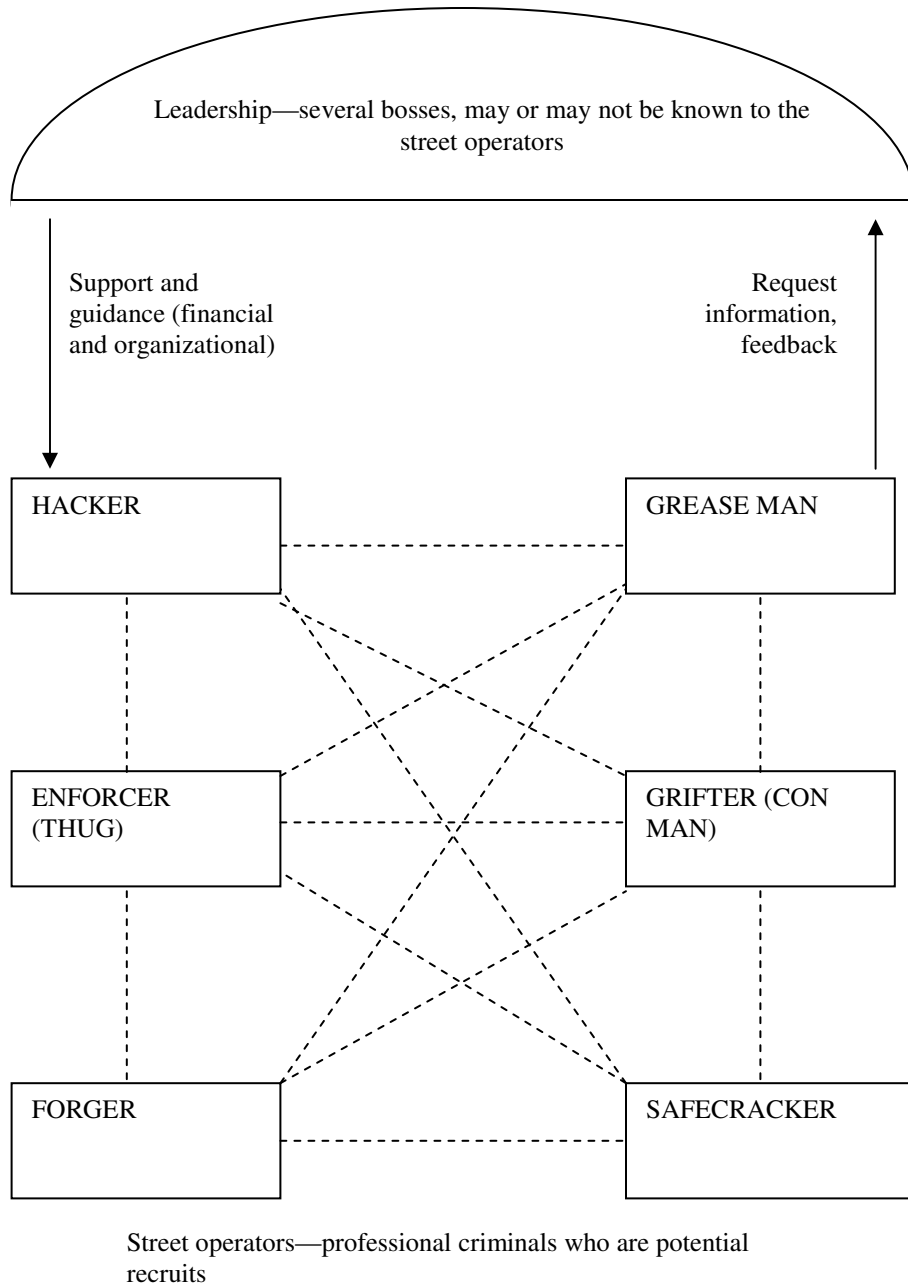 Leadership—several bosses, may or may not be known to the
street operators
Support and
guidance (financial
and organizational)
Request
information,
feedback
HACKER
GREASE MAN
ENFORCER
(THUG)
GRIFTER (CON
MAN)
FORGER
SAFECRACKER
Street operators—professional criminals who are potential
recruits